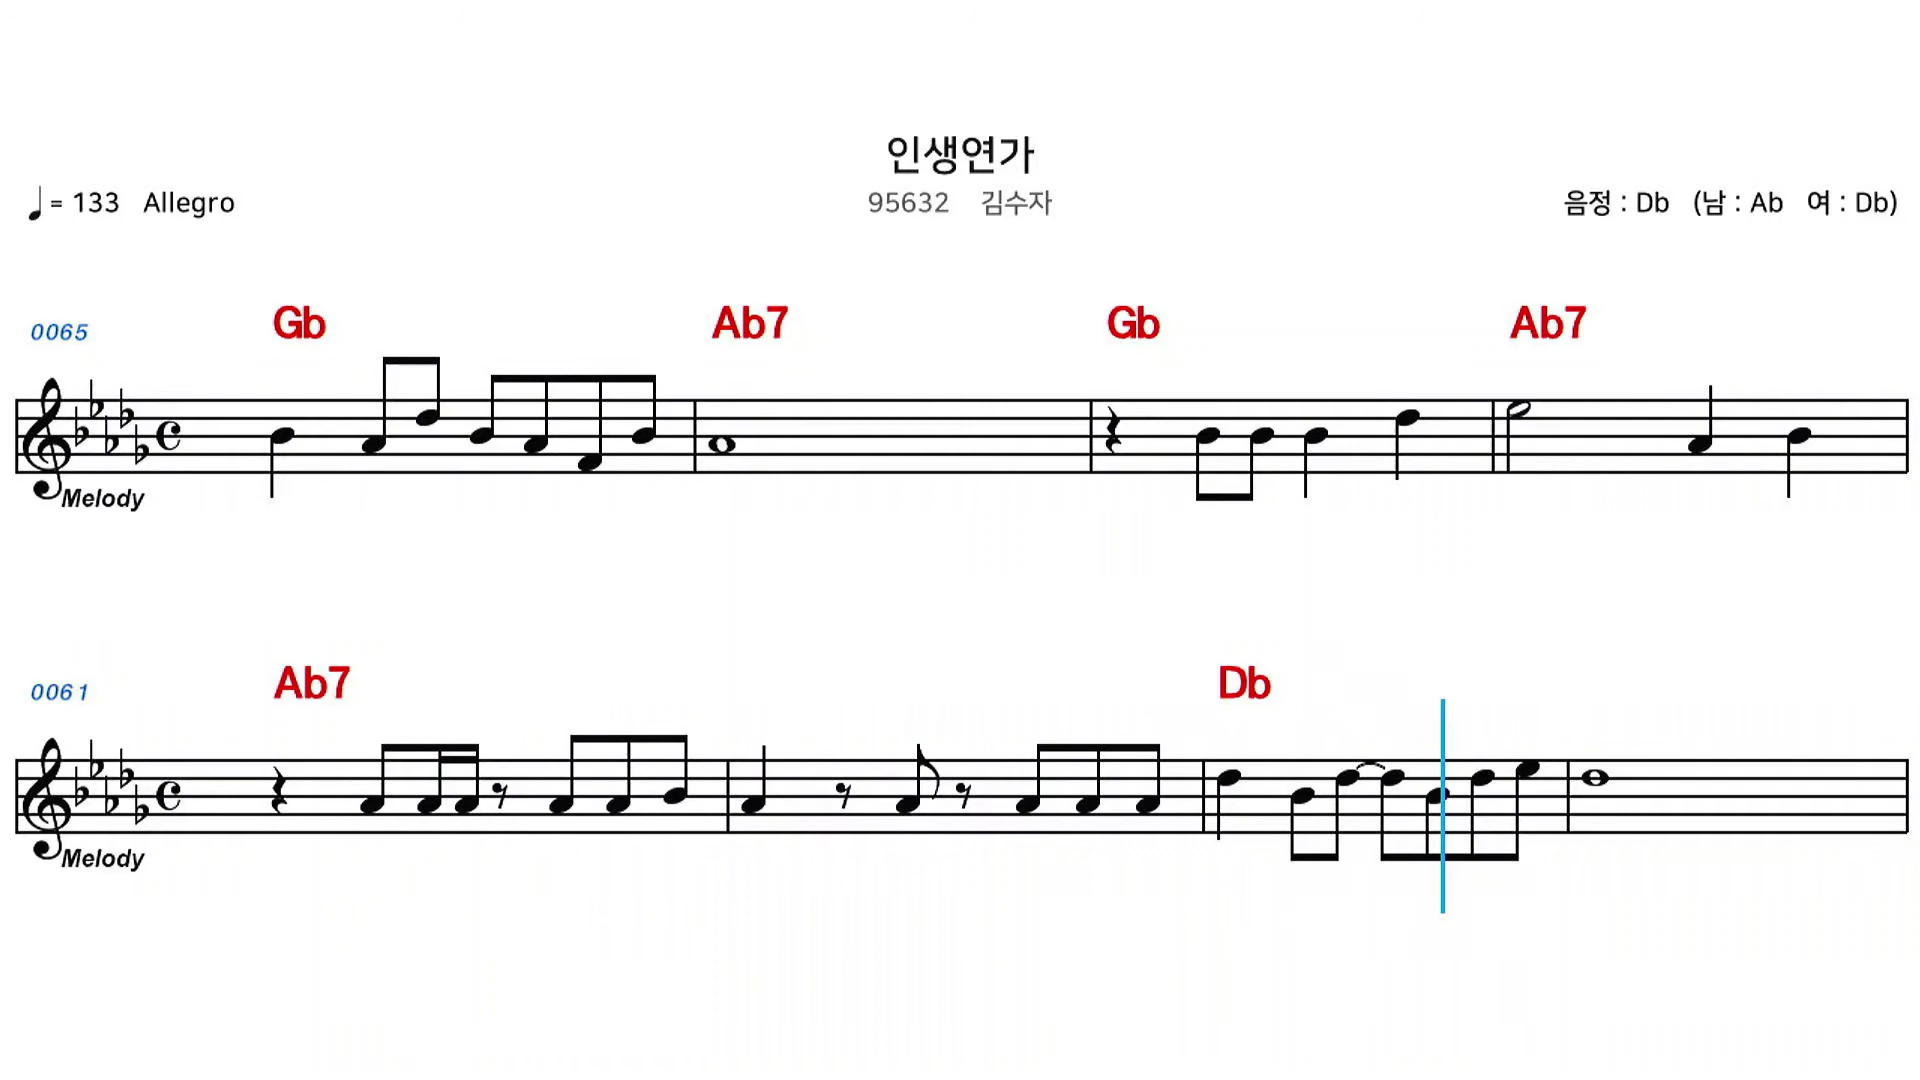 인생연가
♩ = 133 Allegro
95632 김수자
음정 : Db (남 : Ab 여 : Db)
0065
Gb Ab7 Gb Ab7
Melody
0061
Ab7 Db
Melody